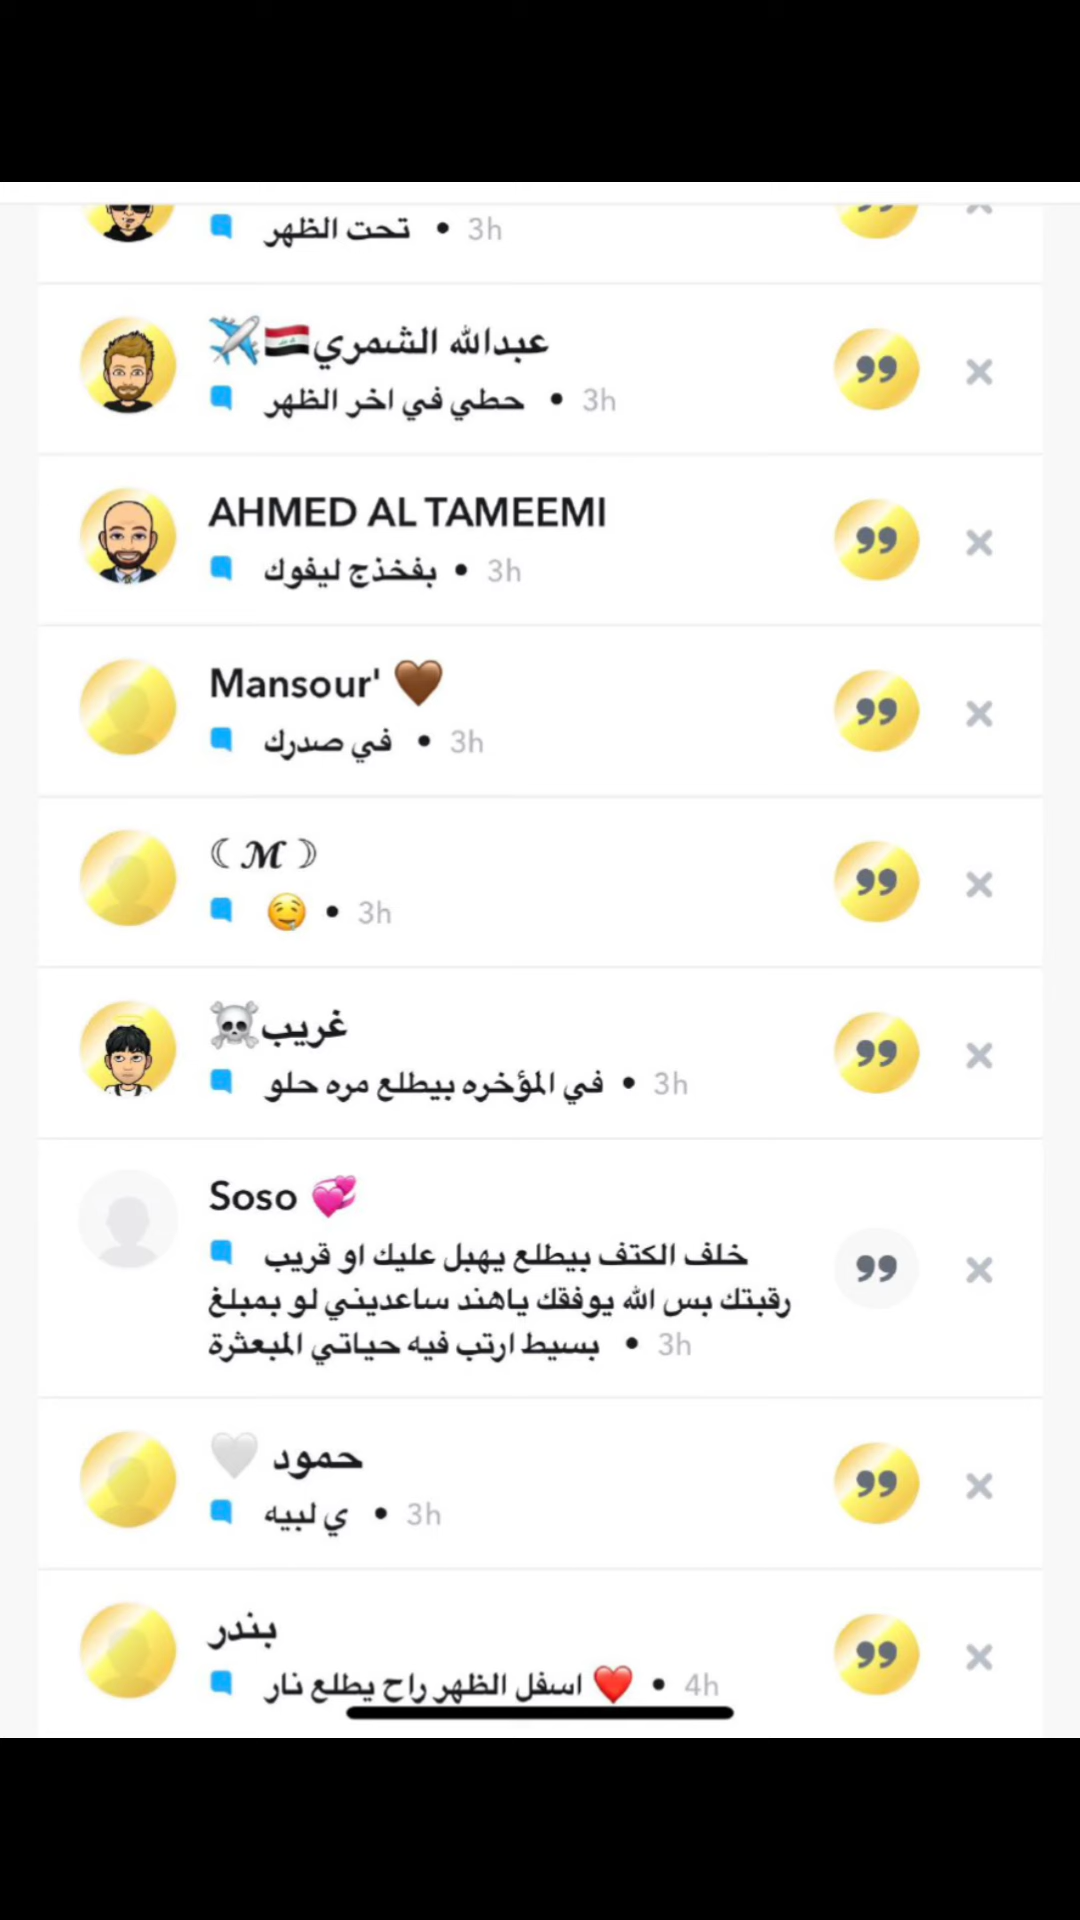 تحت الظهر • 3h
عبدالله الشمري🇮🇶✈️
حطي في اخر الظهر • 3h
AHMED AL TAMEEMI
بفخذج ليفوك • 3h
Mansour' 🤎
في صدرك • 3h
☾ 𝓜 ☽
🤤 • 3h
غريب☠️
في المؤخره بيطلع مره حلو • 3h
Soso 💞
خلف الكتف بيطلع يهبل عليك او قريب
رقبتك بس الله يوفقك ياهند ساعديني لو بمبلغ
بسيط ارتب فيه حياتي المبعثرة • 3h
حمود 🤍
ي لبيه • 3h
بندر
اسفل الظهر راح يطلع نار ❤️ • 4h